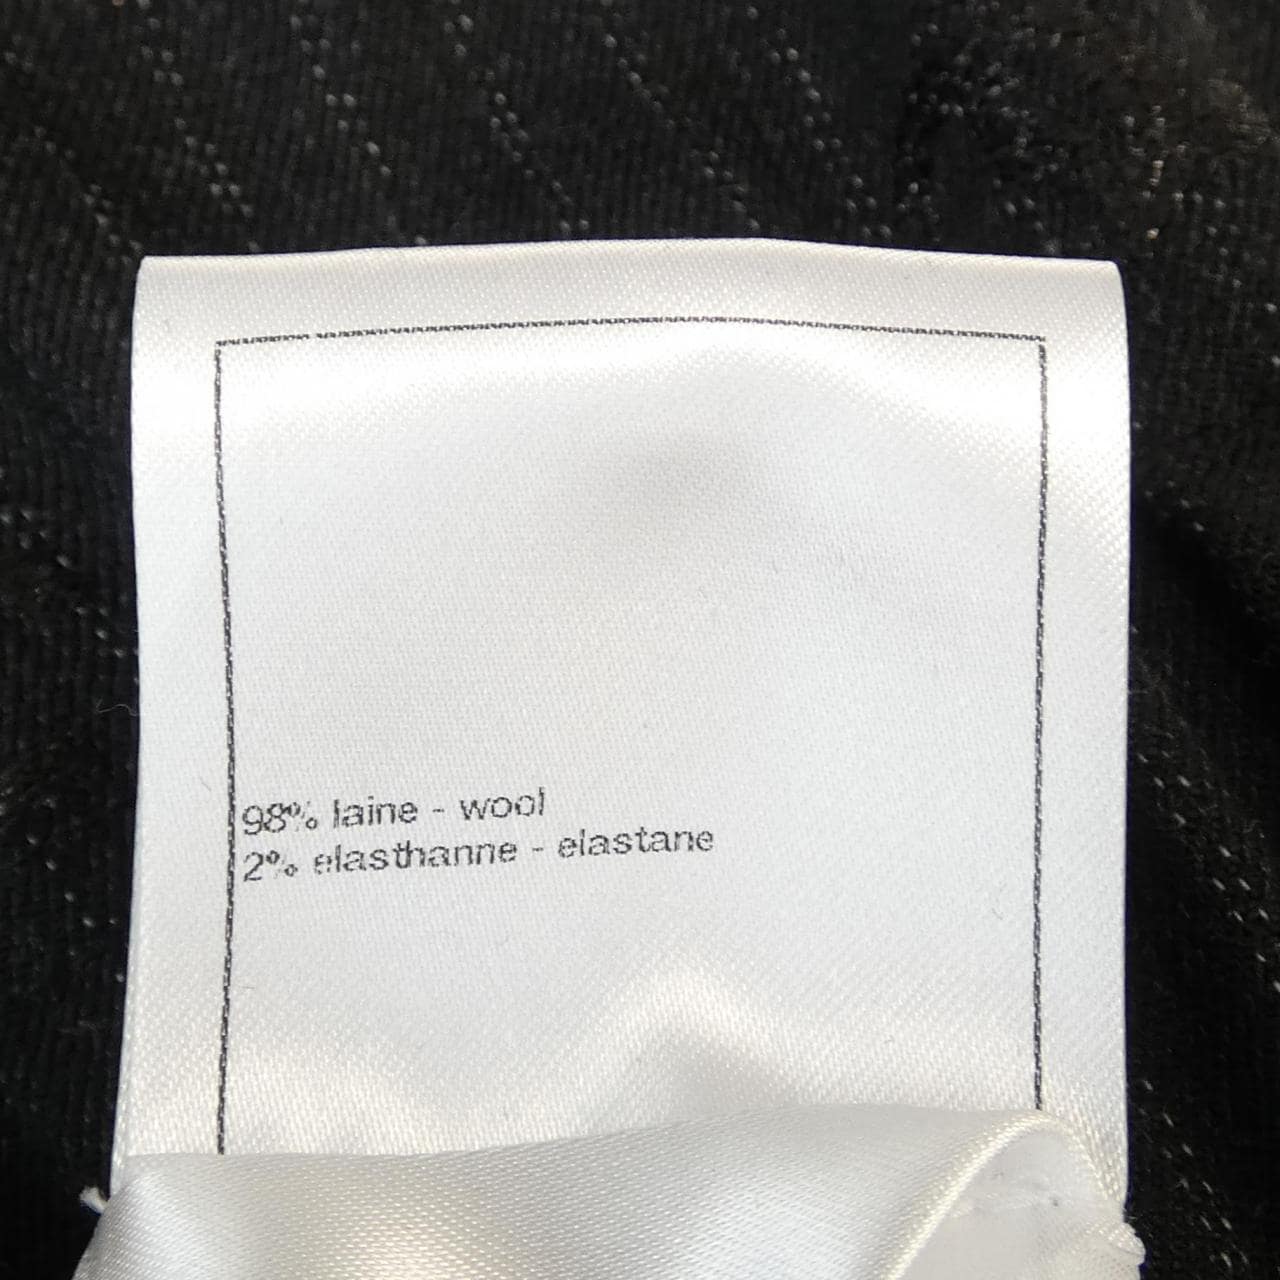 98% laine - wool
2% elasthanne - elastane